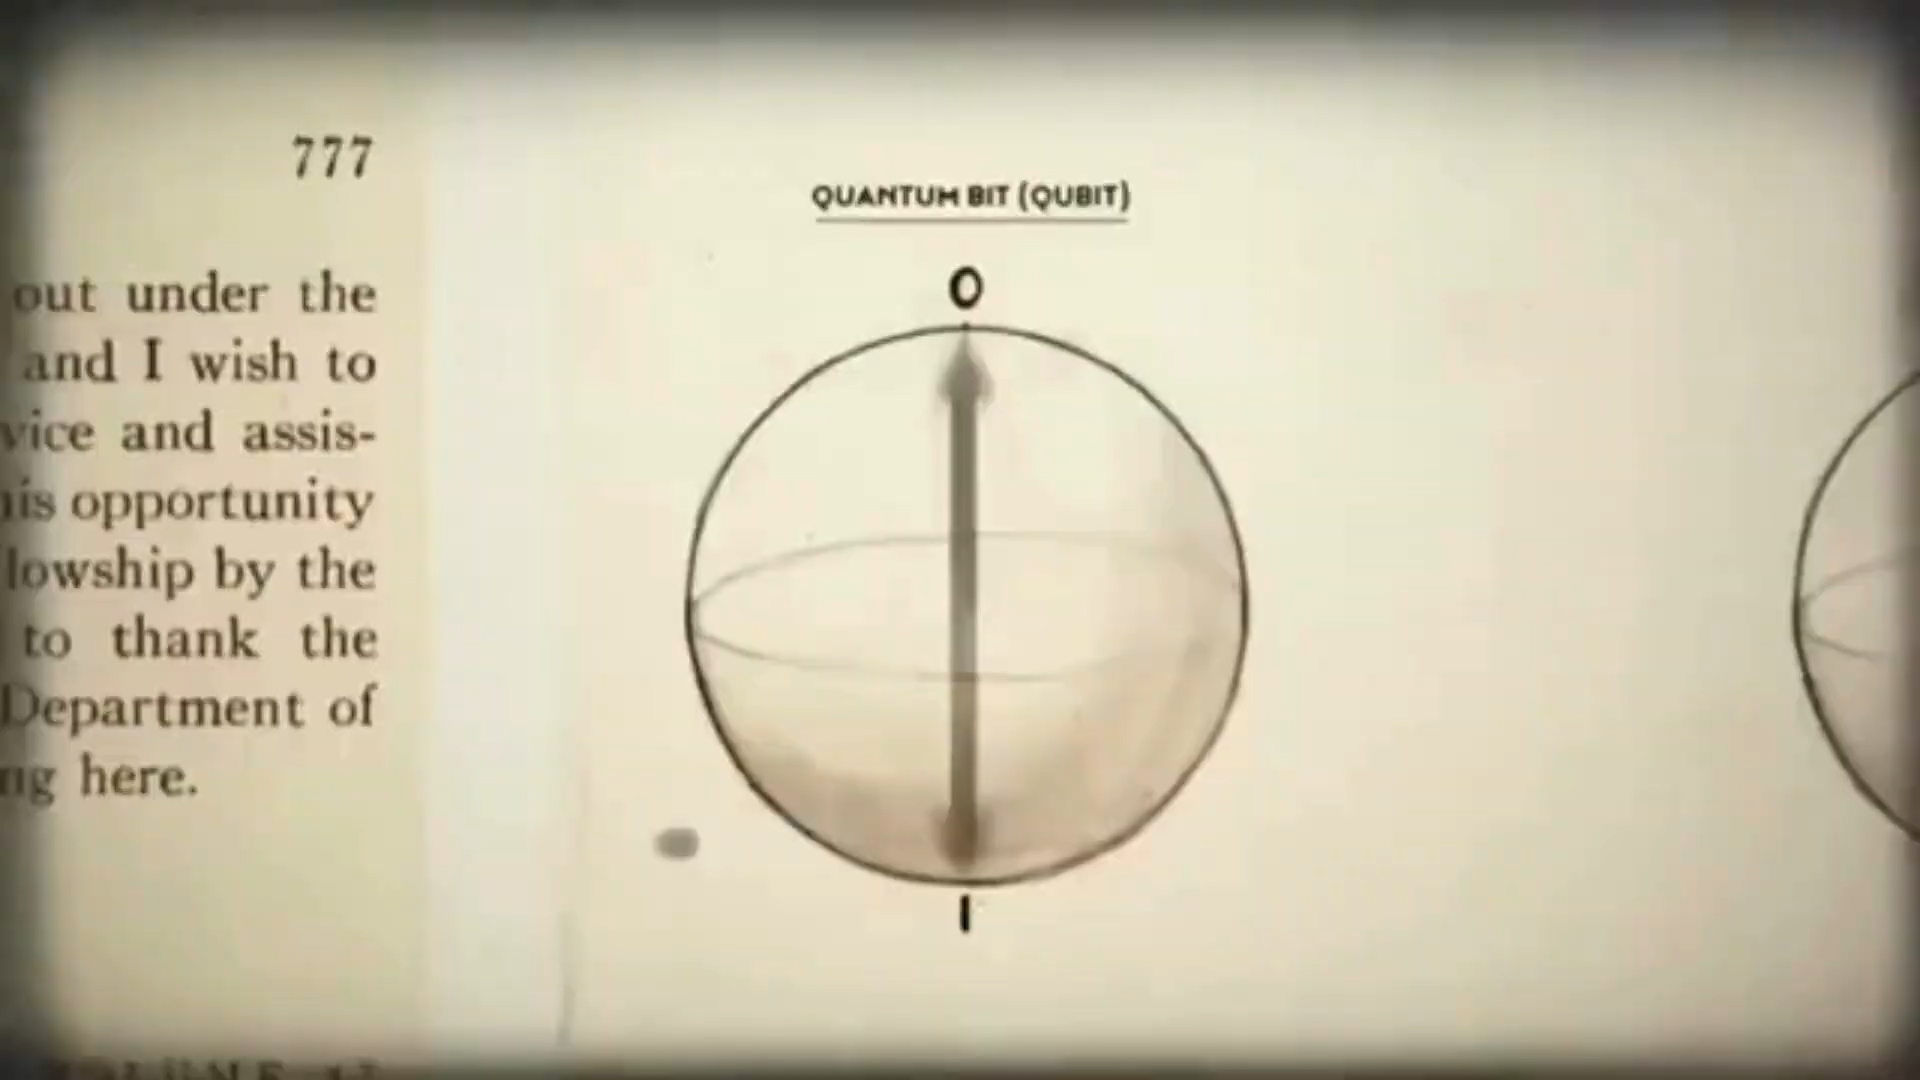 777
out under the
and I wish to
vice and assis-
is opportunity
lowship by the
to thank the
Department of
ng here.
QUANTUM BIT (QUBIT)
0
1